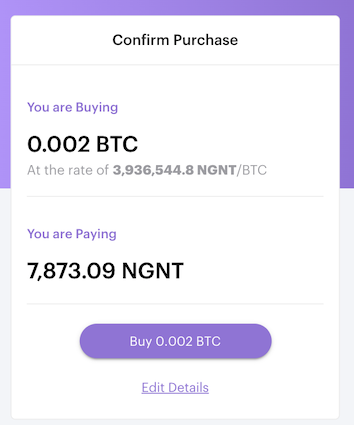 Confirm Purchase
You are Buying
0.002 BTC
At the rate of 3,936,544.8 NGNT/BTC
You are Paying
7,873.09 NGNT
Buy 0.002 BTC
Edit Details